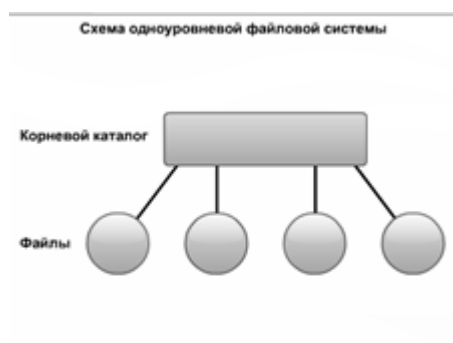 Схема одноуровневой файловой системы
Корневой каталог
Файлы